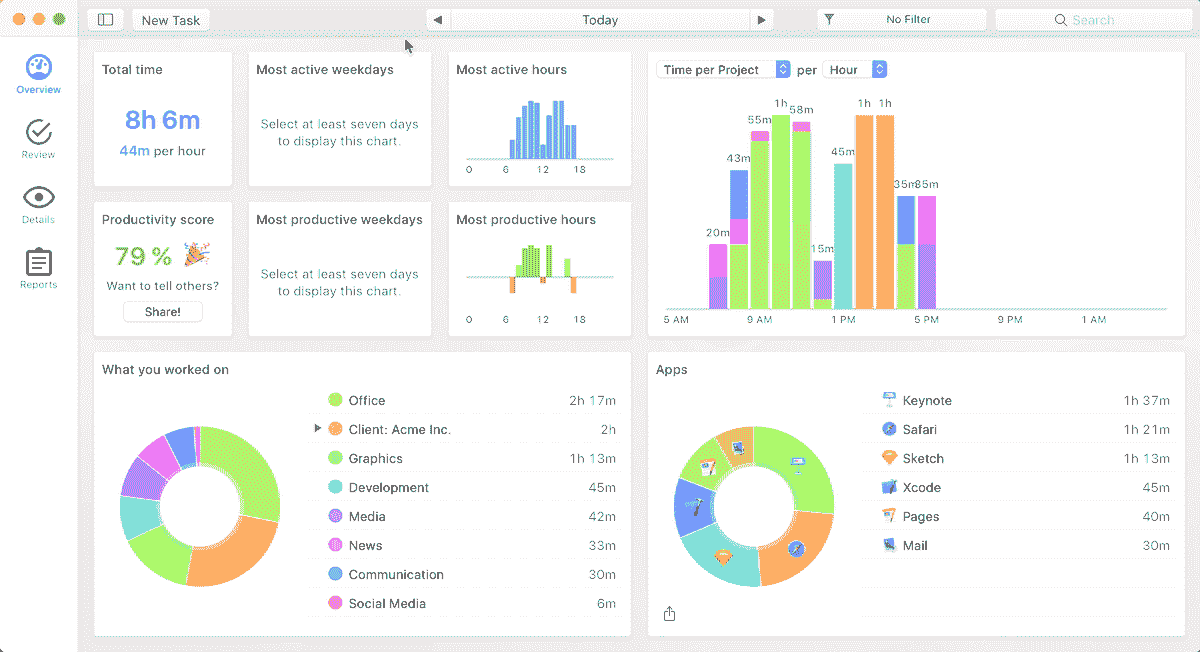 New Task
Today
No Filter
Search
Overview
Review
Details
Reports
Total time
8h 6m
44m per hour
Most active weekdays
Select at least seven days
to display this chart.
Most active hours
0 6 12 18
Productivity score
79 %
Want to tell others?
Share!
Most productive weekdays
Select at least seven days
to display this chart.
Most productive hours
0 6 12 18
Time per Project per Hour
20m 43m 55m 1h 58m 15m 45m 1h 1h 35m 35m
5 AM 9 AM 1 PM 5 PM 9 PM 1 AM
What you worked on
Office 2h 17m
Client: Acme Inc. 2h
Graphics 1h 13m
Development 45m
Media 42m
News 33m
Communication 30m
Social Media 6m
Apps
Keynote 1h 37m
Safari 1h 21m
Sketch 1h 13m
Xcode 45m
Pages 40m
Mail 30m